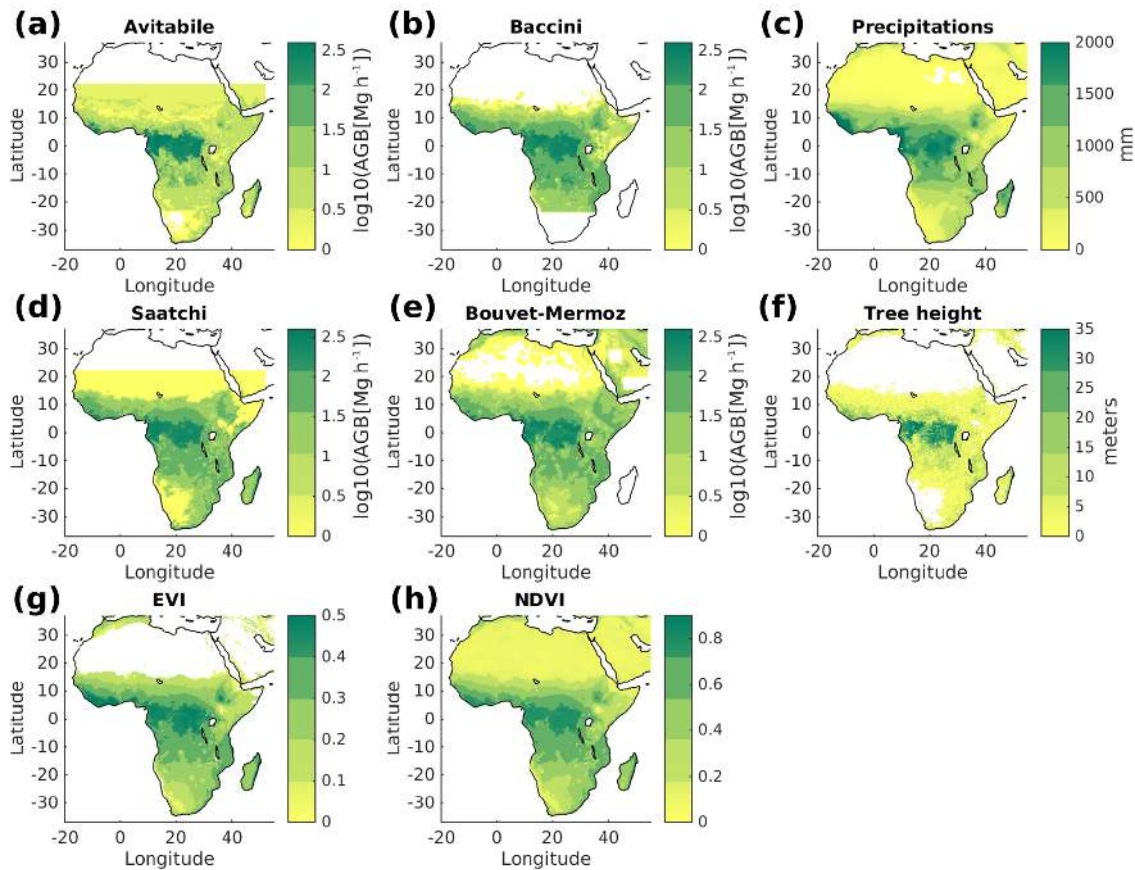 (a) Avitabile
30
20
10
0
-10
-20
-30
Latitude
-20 0 20 40
Longitude
2.5
2
1.5
1
0.5
0
log10(AGB[Mg h⁻¹])
(b) Baccini
30
20
10
0
-10
-20
-30
Latitude
-20 0 20 40
Longitude
2.5
2
1.5
1
0.5
0
log10(AGB[Mg h⁻¹])
(c) Precipitations
30
20
10
0
-10
-20
-30
Latitude
-20 0 20 40
Longitude
2000
1500
1000
500
0
mm
(d) Saatchi
30
20
10
0
-10
-20
-30
Latitude
-20 0 20 40
Longitude
2.5
2
1.5
1
0.5
0
log10(AGB[Mg h⁻¹])
(e) Bouvet-Mermoz
30
20
10
0
-10
-20
-30
Latitude
-20 0 20 40
Longitude
2.5
2
1.5
1
0.5
0
log10(AGB[Mg h⁻¹])
(f) Tree height
30
20
10
0
-10
-20
-30
Latitude
-20 0 20 40
Longitude
35
30
25
20
15
10
5
0
meters
(g) EVI
30
20
10
0
-10
-20
-30
Latitude
-20 0 20 40
Longitude
0.5
0.4
0.3
0.2
0.1
0
(h) NDVI
30
20
10
0
-10
-20
-30
Latitude
-20 0 20 40
Longitude
0.8
0.6
0.4
0.2
0